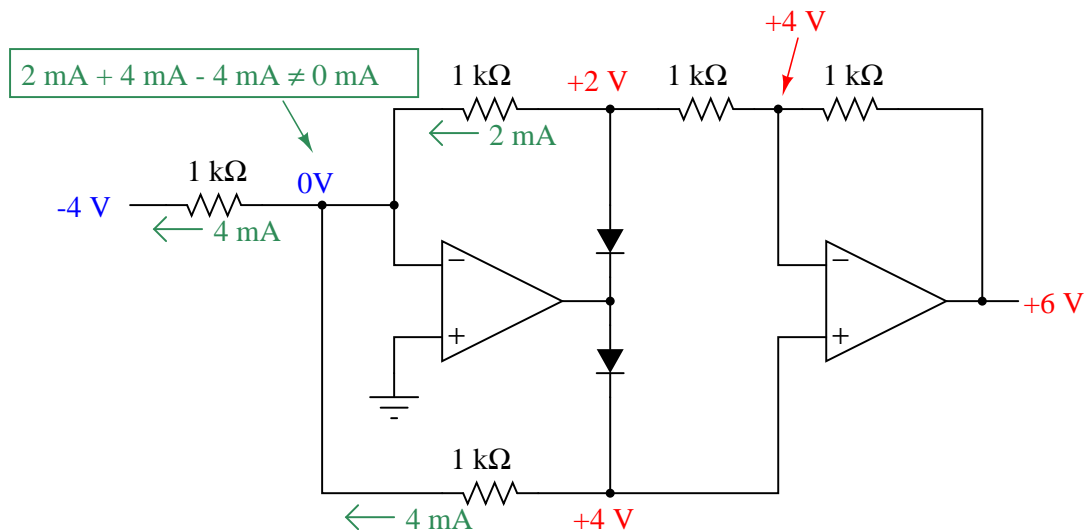 +4 V
1 kΩ
+2 V
1 kΩ
1 kΩ
2 mA + 4 mA - 4 mA ≠ 0 mA
2 mA
1 kΩ
0V
-4 V
4 mA
−
−
+6 V
+
+
1 kΩ
4 mA
+4 V